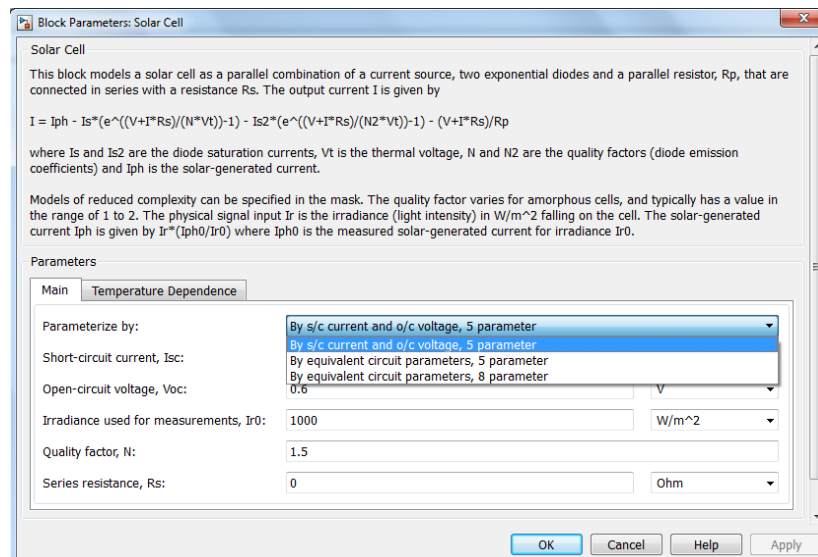 Block Parameters: Solar Cell
Solar Cell
This block models a solar cell as a parallel combination of a current source, two exponential diodes and a parallel resistor, Rp, that are
connected in series with a resistance Rs. The output current I is given by
I = Iph - Is*(e^((V+I*Rs)/(N*Vt))-1) - Is2*(e^((V+I*Rs)/(N2*Vt))-1) - (V+I*Rs)/Rp
where Is and Is2 are the diode saturation currents, Vt is the thermal voltage, N and N2 are the quality factors (diode emission
coefficients) and Iph is the solar-generated current.
Models of reduced complexity can be specified in the mask. The quality factor varies for amorphous cells, and typically has a value in
the range of 1 to 2. The physical signal input Ir is the irradiance (light intensity) in W/m^2 falling on the cell. The solar-generated
current Iph is given by Ir*(Iph0/Ir0) where Iph0 is the measured solar-generated current for irradiance Ir0.
Parameters
Main Temperature Dependence
Parameterize by: By s/c current and o/c voltage, 5 parameter
By s/c current and o/c voltage, 5 parameter
Short-circuit current, Isc: By equivalent circuit parameters, 5 parameter
By equivalent circuit parameters, 8 parameter
Open-circuit voltage, Voc: 0.6 V
Irradiance used for measurements, Ir0: 1000 W/m^2
Quality factor, N: 1.5
Series resistance, Rs: 0 Ohm
OK Cancel Help Apply